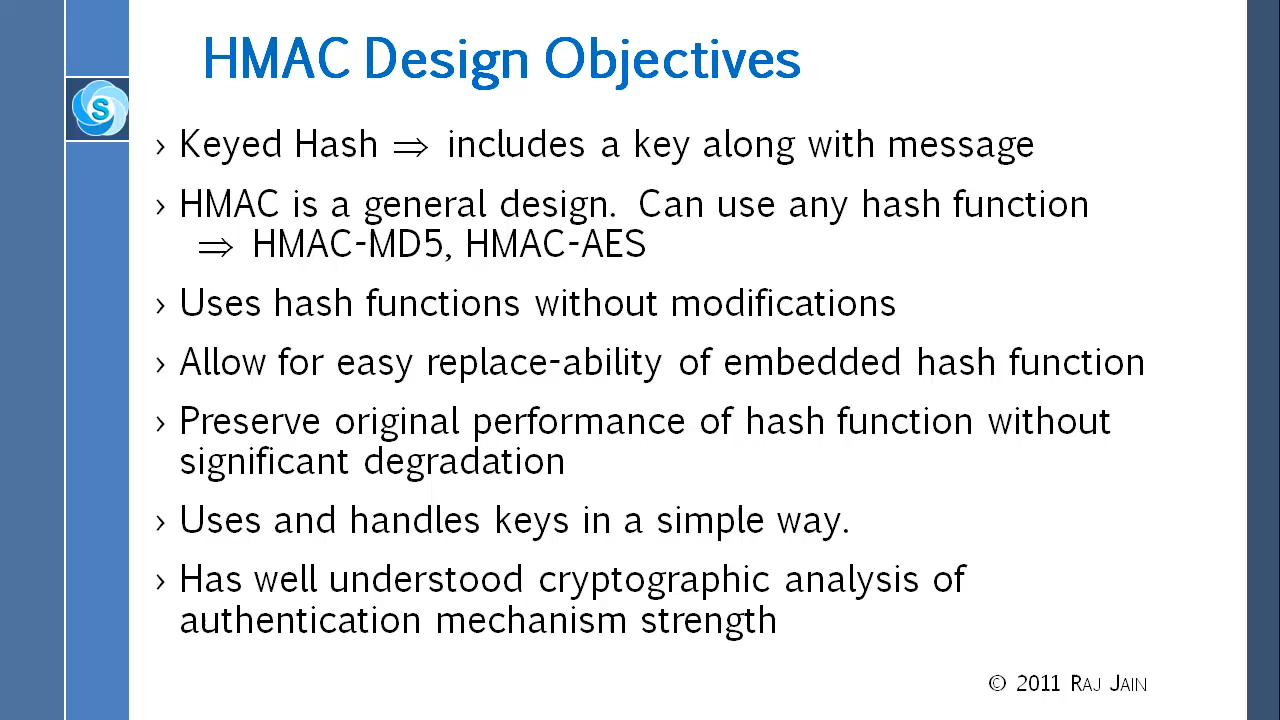 HMAC Design Objectives
S
› Keyed Hash ⇒ includes a key along with message
› HMAC is a general design. Can use any hash function
⇒ HMAC-MD5, HMAC-AES
› Uses hash functions without modifications
› Allow for easy replace-ability of embedded hash function
› Preserve original performance of hash function without
significant degradation
› Uses and handles keys in a simple way.
› Has well understood cryptographic analysis of
authentication mechanism strength
© 2011 RAJ JAIN